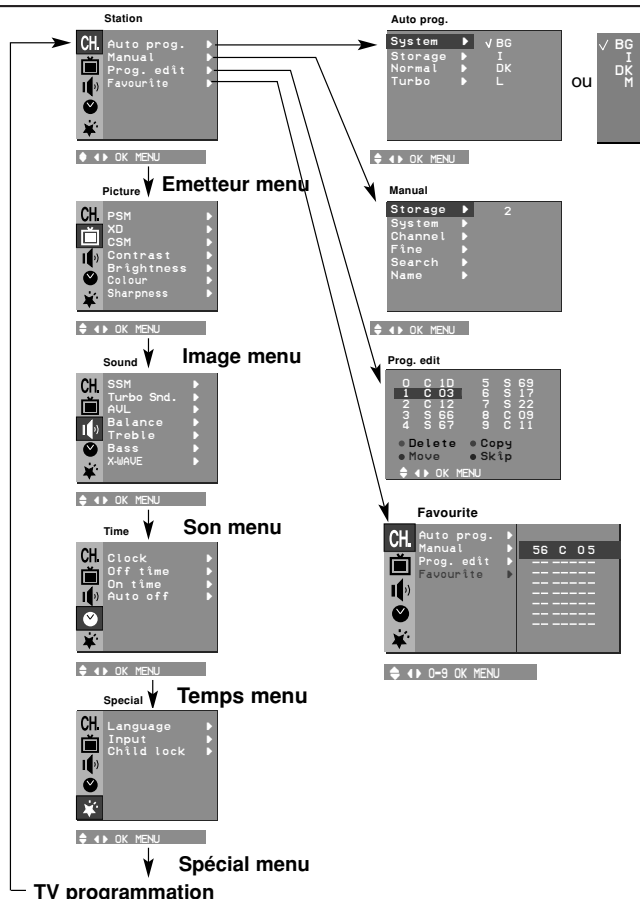 Station
CH.
Auto prog.
Manual
Prog. edit
Favourite
OK MENU
Emetteur menu
Picture
CH.
PSM
XD
CSM
Contrast
Brightness
Colour
Sharpness
OK MENU
Image menu
Sound
CH.
SSM
Turbo Snd.
AVL
Balance
Treble
Bass
X-WAVE
OK MENU
Son menu
Time
CH.
Clock
Off time
On time
Auto off
OK MENU
Temps menu
Special
CH.
Language
Input
Child lock
OK MENU
Spécial menu
TV programmation
Auto prog.
System √ BG
Storage I
Normal DK
Turbo L
OK MENU
ou
√ BG
I
DK
M
Manual
Storage 2
System
Channel
Fine
Search
Name
OK MENU
Prog. edit
0 C 10 5 S 69
1 C 03 6 S 17
2 C 12 7 S 22
3 S 66 8 C 09
4 S 67 9 C 11
Delete Copy
Move Skip
OK MENU
Favourite
CH.
Auto prog.
Manual
Prog. edit
Favourite
56 C 05
-- -----
-- -----
-- -----
-- -----
-- -----
-- -----
-- -----
0-9 OK MENU